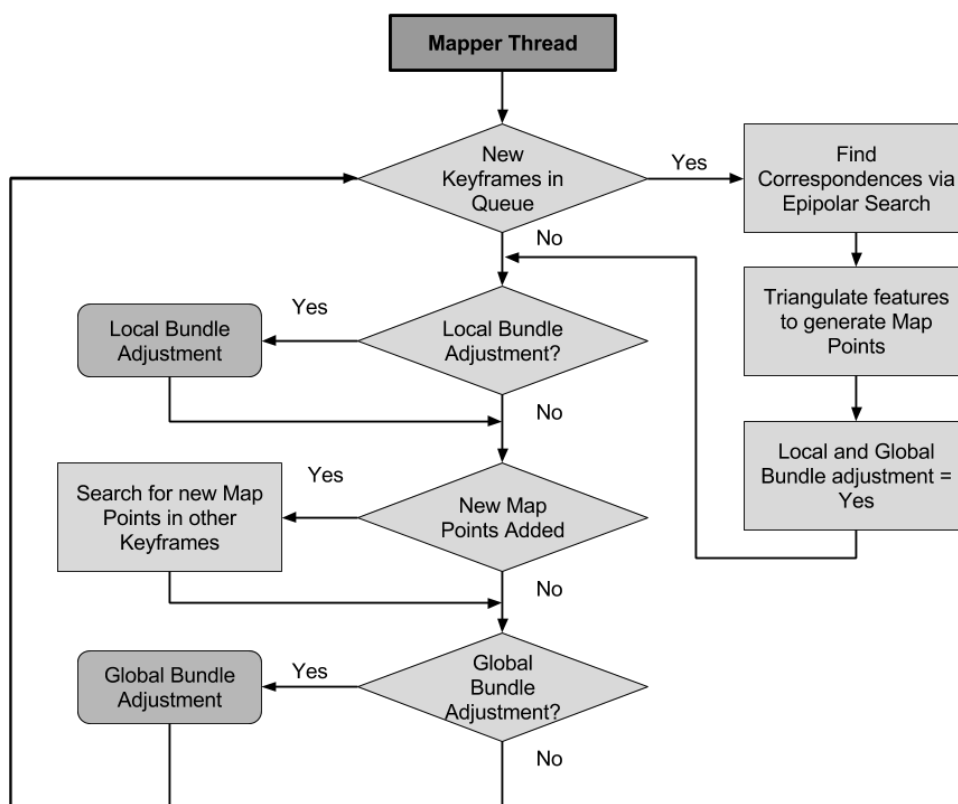 Mapper Thread
New
Keyframes in
Queue
Yes
Find
Correspondences via
Epipolar Search
No
Triangulate features
to generate Map
Points
Local Bundle
Adjustment?
Yes
Local Bundle
Adjustment
No
Local and Global
Bundle adjustment =
Yes
New Map
Points Added
Yes
Search for new Map
Points in other
Keyframes
No
Global
Bundle
Adjustment?
Yes
Global Bundle
Adjustment
No